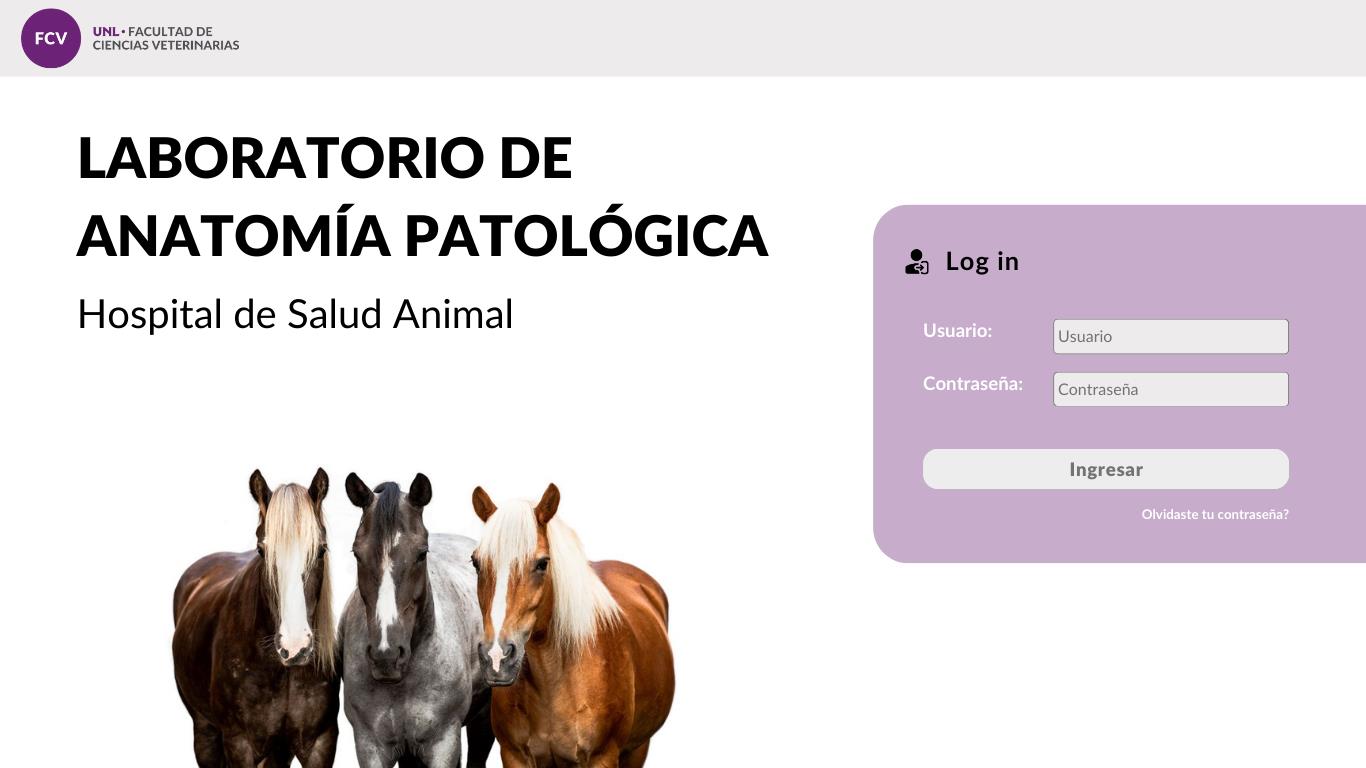 FCV
UNL · FACULTAD DE
CIENCIAS VETERINARIAS
LABORATORIO DE
ANATOMÍA PATOLÓGICA
Hospital de Salud Animal
Log in
Usuario:
Usuario
Contraseña:
Contraseña
Ingresar
Olvidaste tu contraseña?